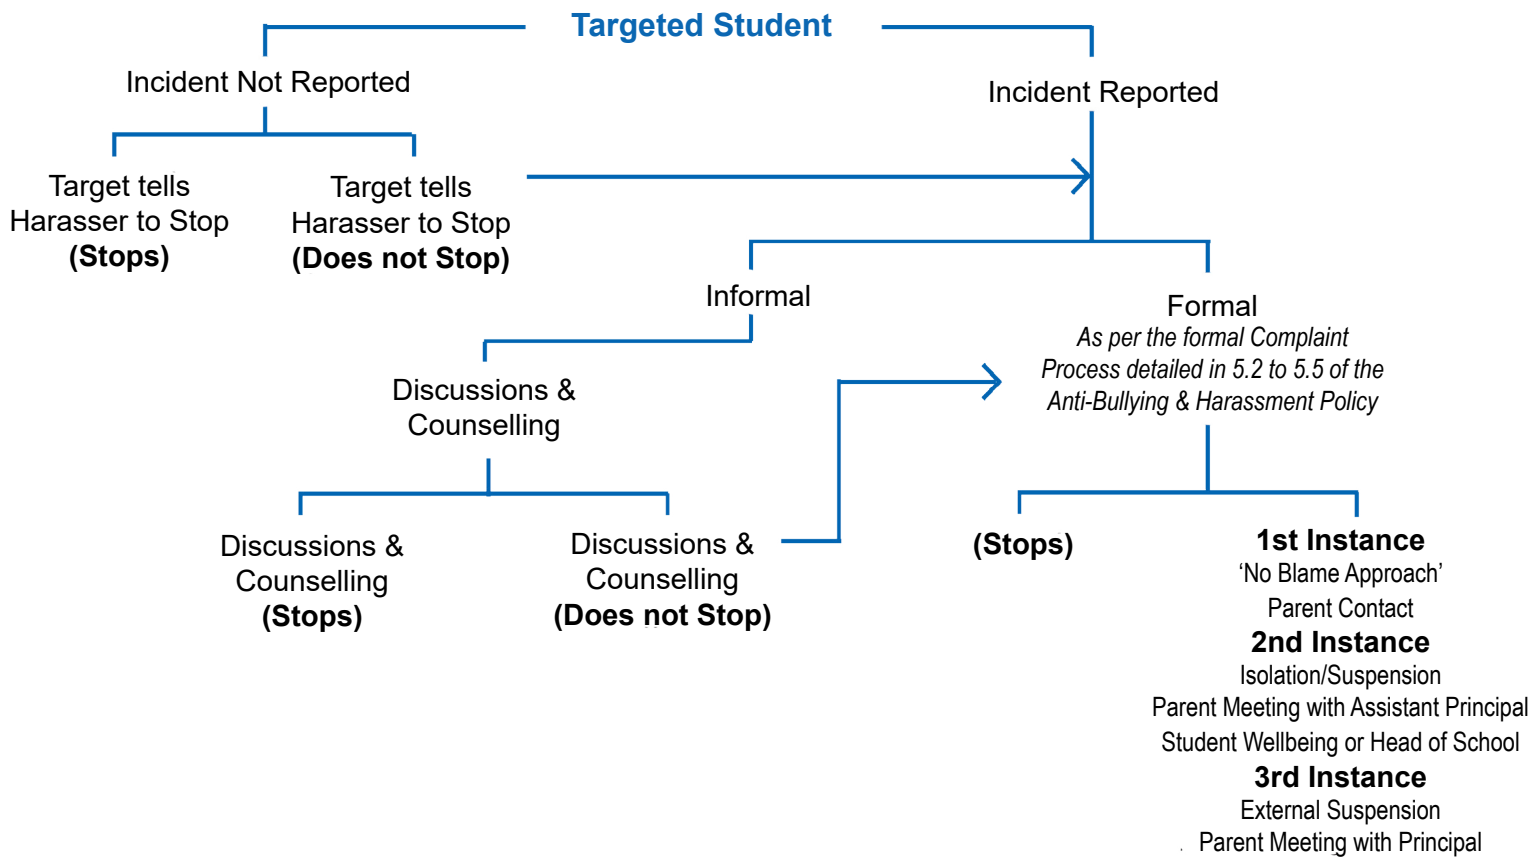 Targeted Student
Incident Not Reported
Incident Reported
Target tells
Harasser to Stop
(Stops)
Target tells
Harasser to Stop
(Does not Stop)
Informal
Formal
As per the formal Complaint
Process detailed in 5.2 to 5.5 of the
Anti-Bullying & Harassment Policy
Discussions &
Counselling
Discussions &
Counselling
(Stops)
Discussions &
Counselling
(Does not Stop)
(Stops)
1st Instance
‘No Blame Approach’
Parent Contact
2nd Instance
Isolation/Suspension
Parent Meeting with Assistant Principal
Student Wellbeing or Head of School
3rd Instance
External Suspension
Parent Meeting with Principal